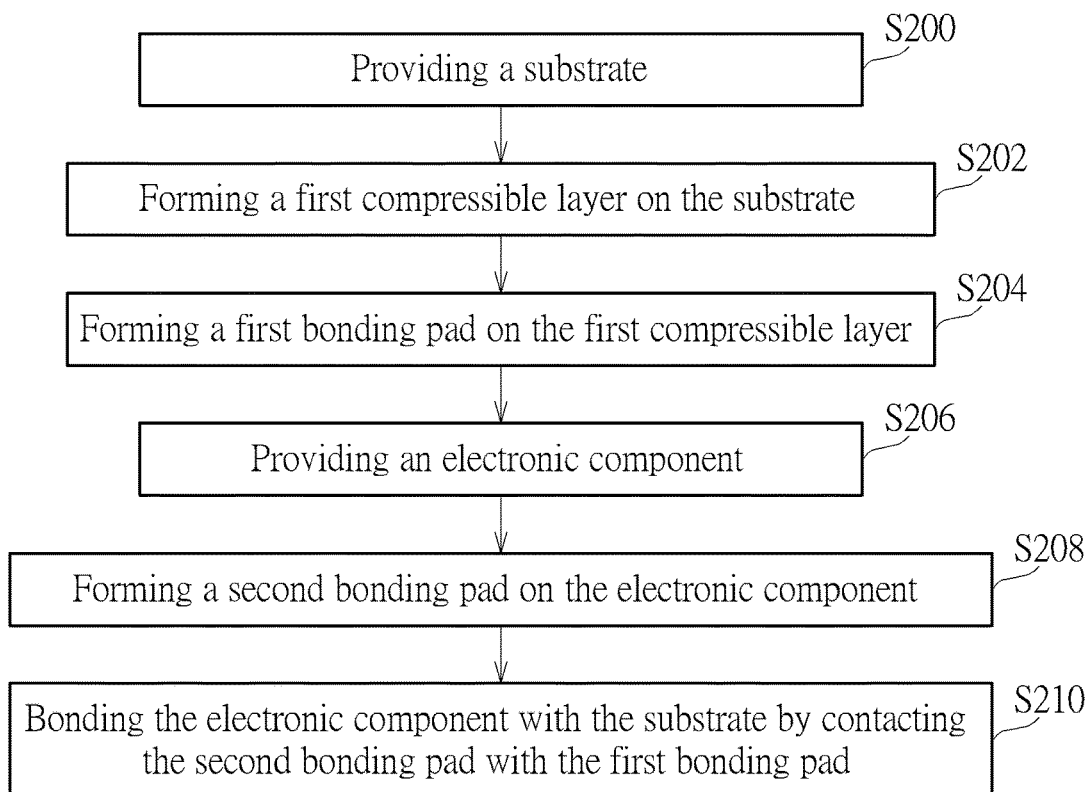 S200
Providing a substrate
S202
Forming a first compressible layer on the substrate
S204
Forming a first bonding pad on the first compressible layer
S206
Providing an electronic component
S208
Forming a second bonding pad on the electronic component
S210
Bonding the electronic component with the substrate by contacting
the second bonding pad with the first bonding pad